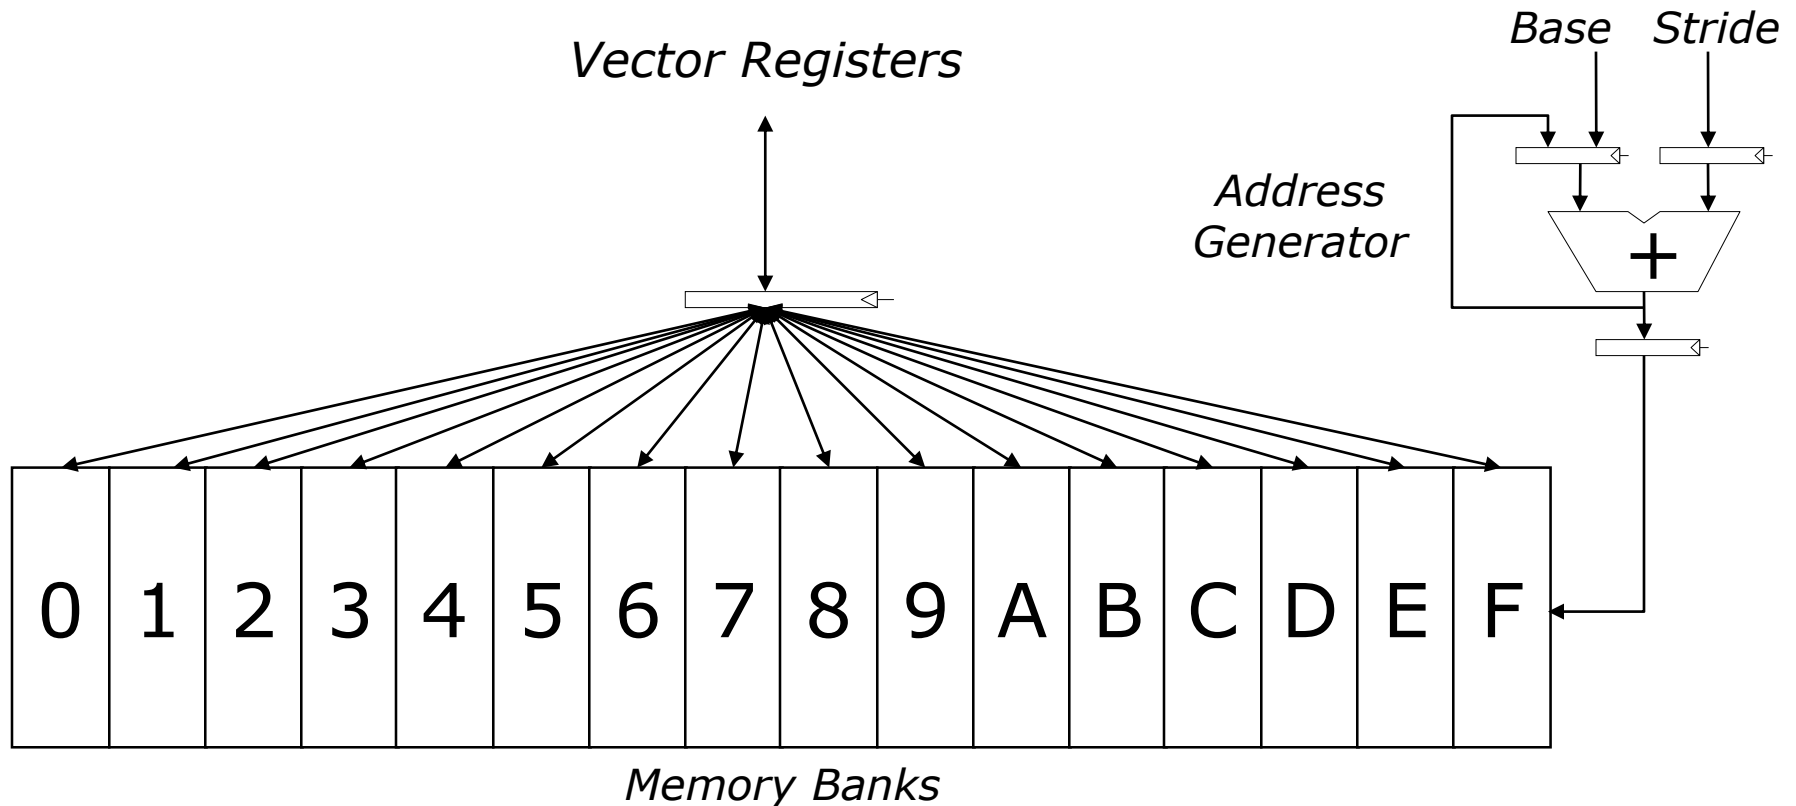 Base Stride
Vector Registers
Address
Generator
+
0 1 2 3 4 5 6 7 8 9 A B C D E F
Memory Banks